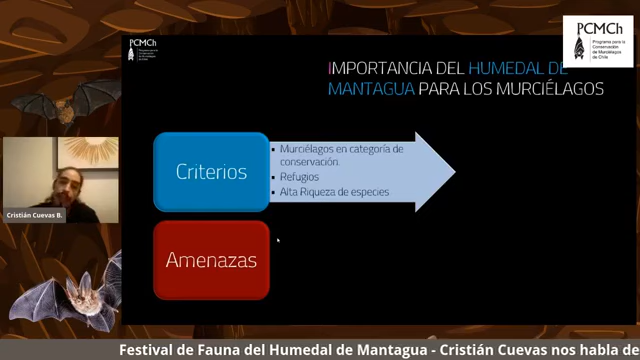 PCMCh
PCMCh
Programa para la
Conservación
de Murciélagos
de Chile
IMPORTANCIA DEL HUMEDAL DE
MANTAGUA PARA LOS MURCIÉLAGOS
Criterios
▪ Murciélagos en categoría de
conservación.
▪ Refugios
▪ Alta Riqueza de especies
Amenazas
Cristián Cuevas B.
Festival de Fauna del Humedal de Mantagua - Cristián Cuevas nos habla de